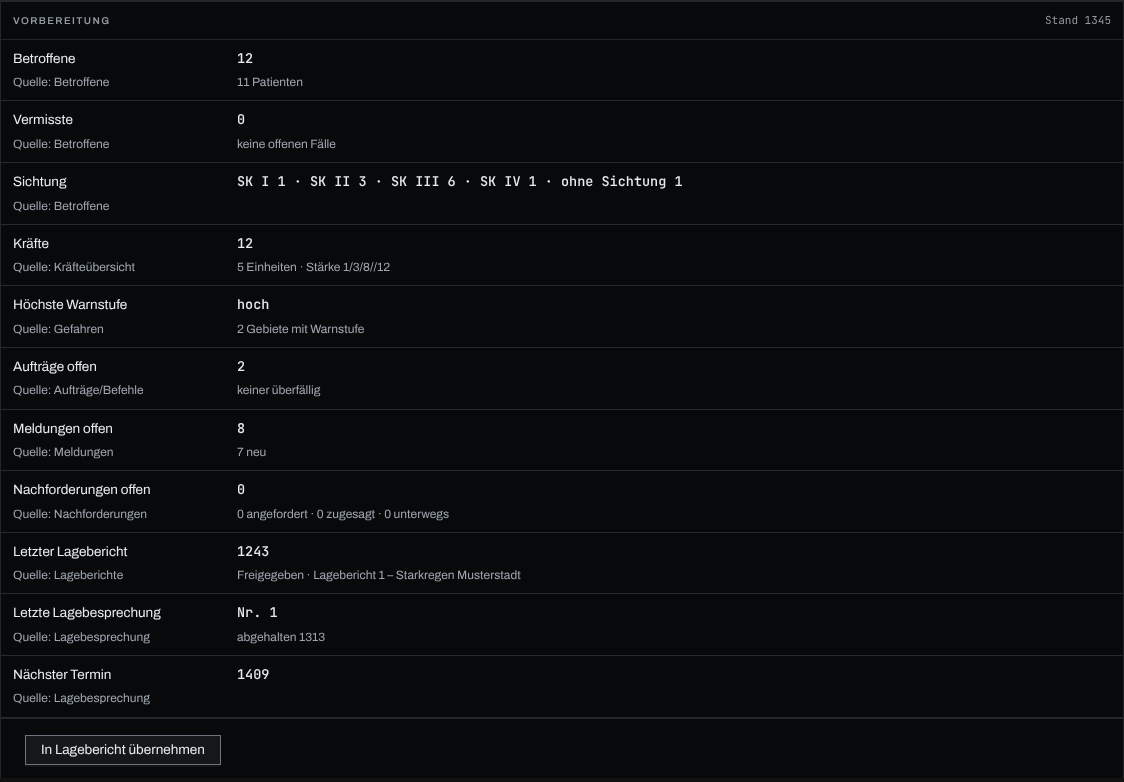 VORBEREITUNG Stand 1345
Betroffene 12
Quelle: Betroffene 11 Patienten
Vermisste 0
Quelle: Betroffene keine offenen Fälle
Sichtung SK I 1 · SK II 3 · SK III 6 · SK IV 1 · ohne Sichtung 1
Quelle: Betroffene
Kräfte 12
Quelle: Kräfteübersicht 5 Einheiten · Stärke 1/3/8//12
Höchste Warnstufe hoch
Quelle: Gefahren 2 Gebiete mit Warnstufe
Aufträge offen 2
Quelle: Aufträge/Befehle keiner überfällig
Meldungen offen 8
Quelle: Meldungen 7 neu
Nachforderungen offen 0
Quelle: Nachforderungen 0 angefordert · 0 zugesagt · 0 unterwegs
Letzter Lagebericht 1243
Quelle: Lageberichte Freigegeben · Lagebericht 1 – Starkregen Musterstadt
Letzte Lagebesprechung Nr. 1
Quelle: Lagebesprechung abgehalten 1313
Nächster Termin 1409
Quelle: Lagebesprechung
In Lagebericht übernehmen